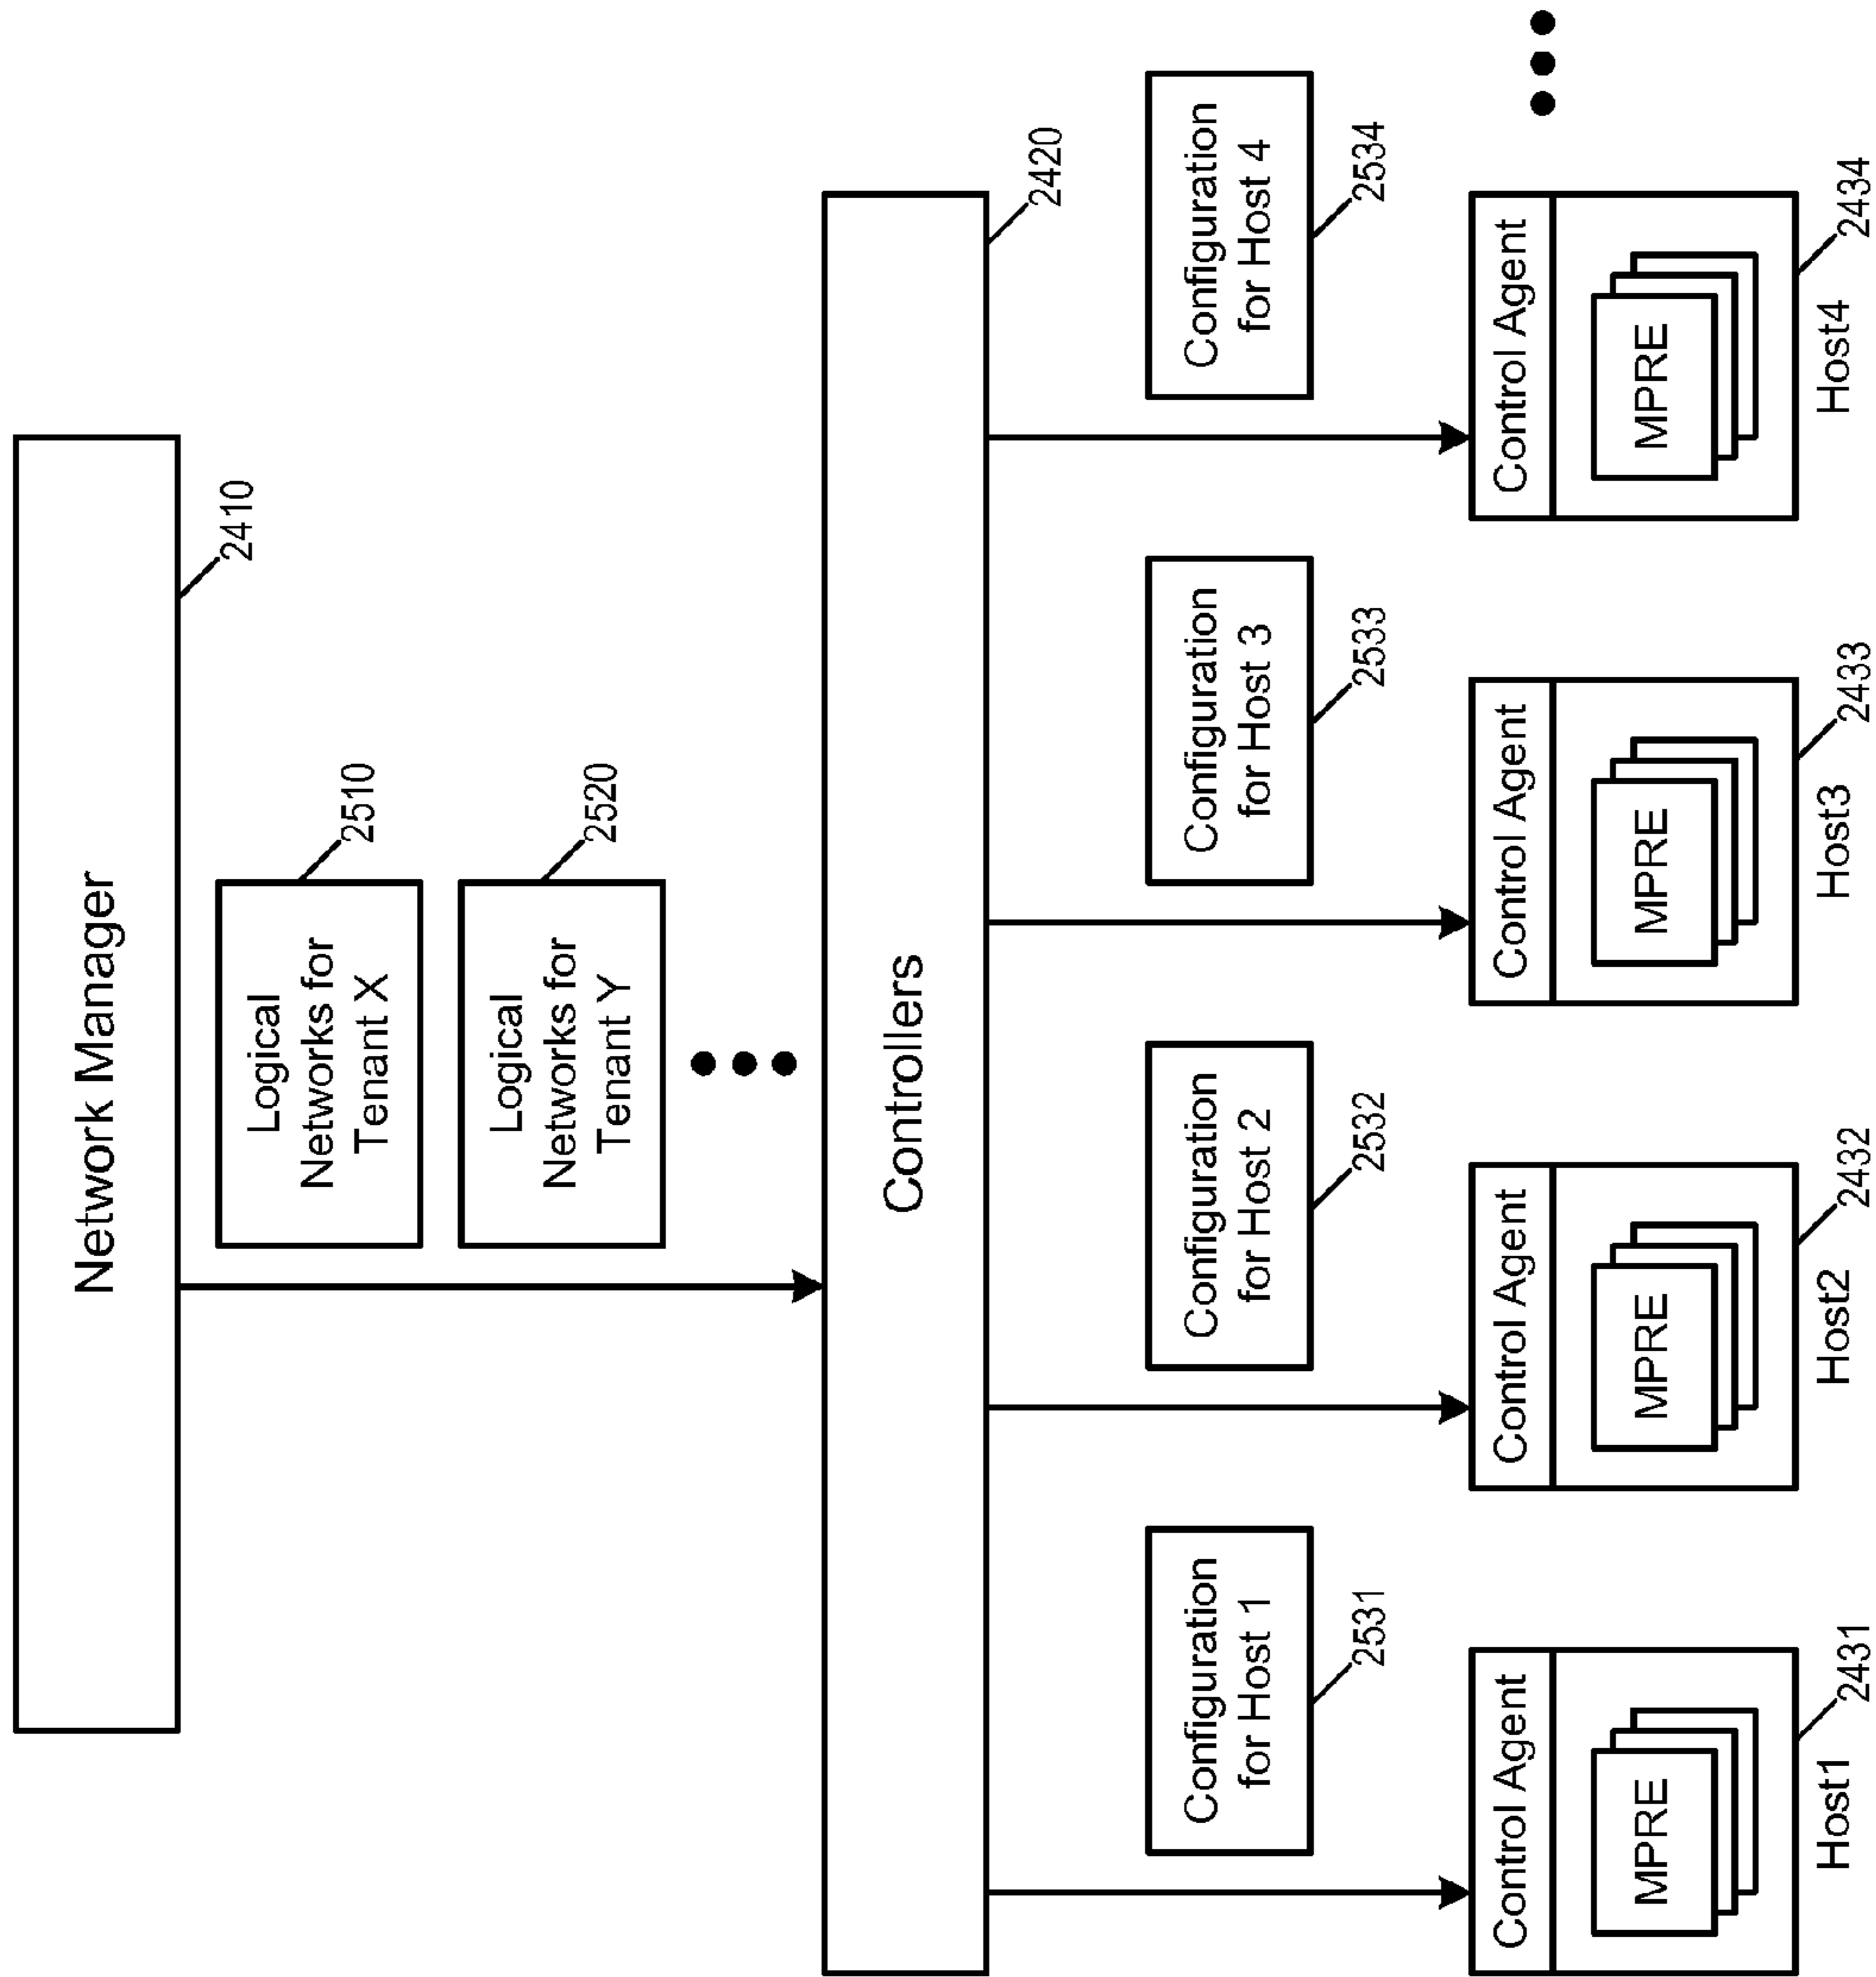 Network Manager
2410
Logical
Networks for
Tenant X
2510
Logical
Networks for
Tenant Y
2520
Controllers
2420
Configuration
for Host 1
2531
Configuration
for Host 2
2532
Configuration
for Host 3
2533
Configuration
for Host 4
2534
Control Agent
MPRE
2431
Host1
Control Agent
MPRE
2432
Host2
Control Agent
MPRE
2433
Host3
Control Agent
MPRE
2434
Host4